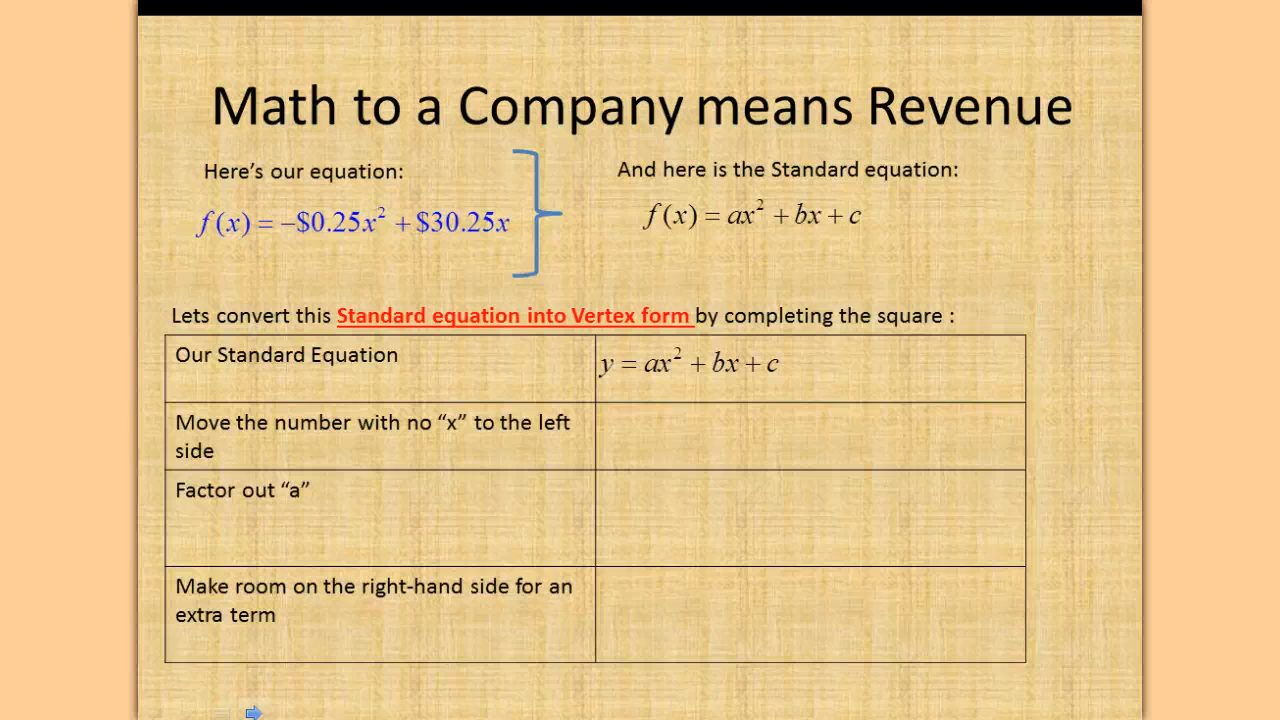 Math to a Company means Revenue
Here’s our equation:
And here is the Standard equation:
f(x) = –$0.25x² + $30.25x
f(x) = ax² + bx + c
Lets convert this Standard equation into Vertex form by completing the square :
Our Standard Equation
y = ax² + bx + c
Move the number with no “x” to the left
side
Factor out “a”
Make room on the right-hand side for an
extra term